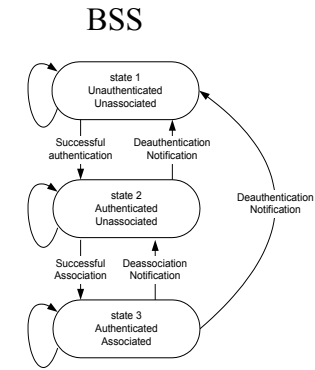 BSS
state 1
Unauthenticated
Unassociated
Successful
authentication
Deauthentication
Notification
state 2
Authenticated
Unassociated
Deauthentication
Notification
Successful
Association
Deassociation
Notification
state 3
Authenticated
Associated